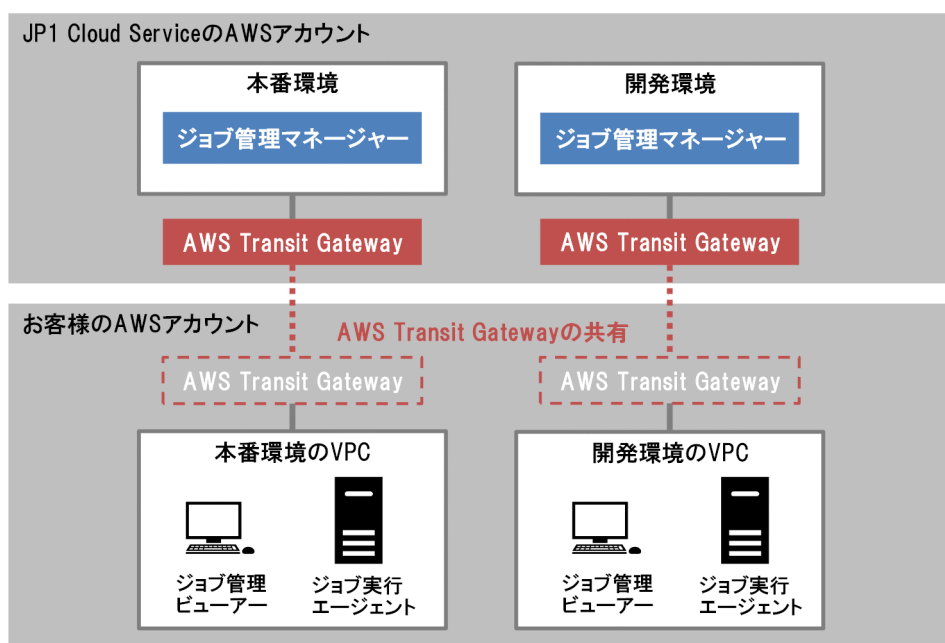 JP1 Cloud ServiceのAWSアカウント
本番環境
開発環境
ジョブ管理マネージャー
ジョブ管理マネージャー
AWS Transit Gateway
AWS Transit Gateway
お客様のAWSアカウント
AWS Transit Gatewayの共有
AWS Transit Gateway
AWS Transit Gateway
本番環境のVPC
開発環境のVPC
ジョブ管理
ビューアー
ジョブ実行
エージェント
ジョブ管理
ビューアー
ジョブ実行
エージェント